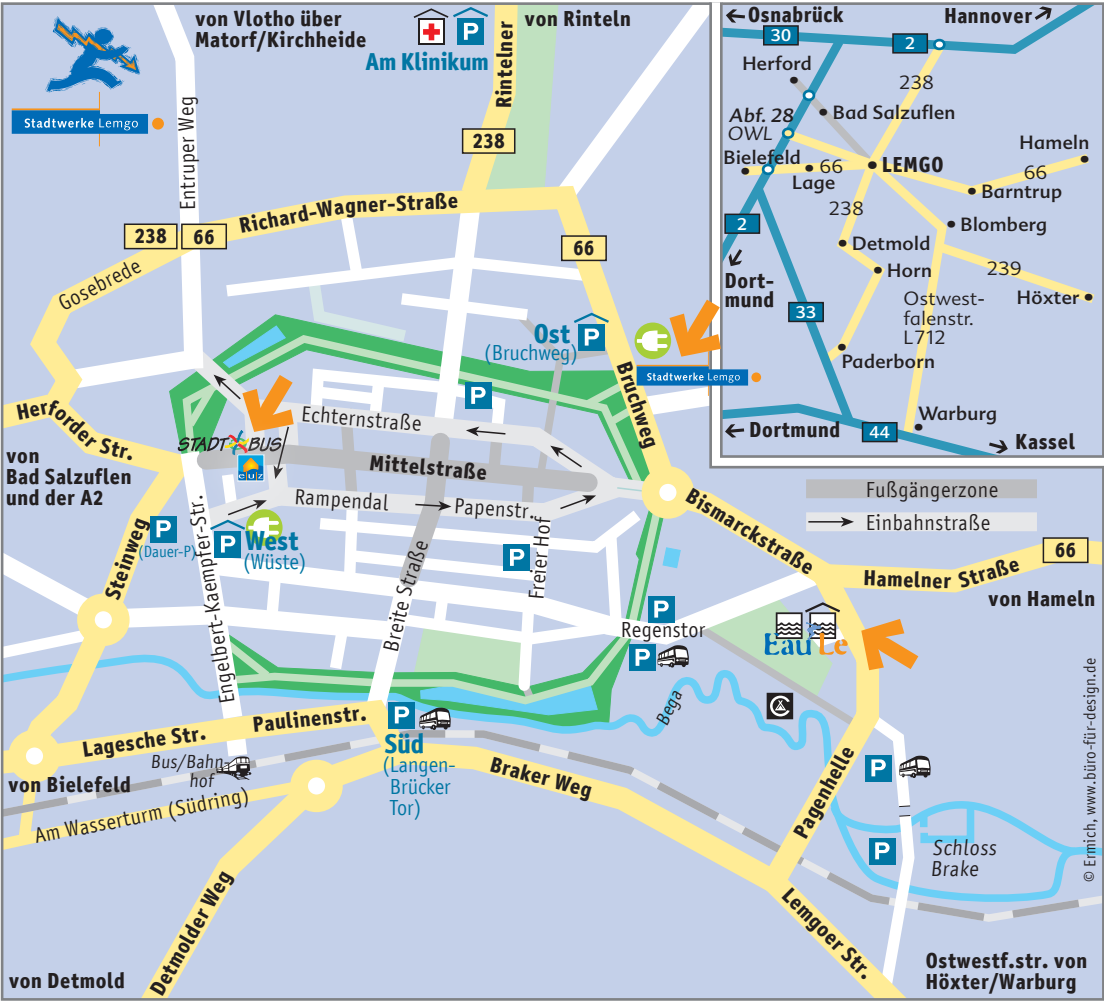 von Vlotho über
Matorf/Kirchheide
von Rinteln
Am Klinikum
P
Rintelner
Stadtwerke Lemgo
Entruper Weg
238
Richard-Wagner-Straße
238
66
66
Gosebrede
Ost
(Bruchweg)
P
Bruchweg
Stadtwerke Lemgo
P
Herforder Str.
Echternstraße
STADT BUS
Mittelstraße
von
Bad Salzuflen
und der A2
Rampendal
Papenstr.
P
(Dauer-P)
P
West
(Wüste)
Steinweg
Engelbert-Kaempfer-Str.
Breite Straße
Freier Hof
P
Bismarckstraße
Fußgängerzone
Einbahnstraße
66
Hamelner Straße
von Hameln
P
Regenstor
P
EauLe
Bega
Paulinenstr.
Lagesche Str.
P
Süd
(Langen-
Brücker
Tor)
Bus/Bahn-
hof
von Bielefeld
Am Wasserturm (Südring)
Braker Weg
Pagenhelle
P
P
Schloss
Brake
Detmolder Weg
Lemgoer Str.
von Detmold
Ostwestf.str. von
Höxter/Warburg
© Ermich, www.büro-für-design.de
←Osnabrück
Hannover↗
30
2
Herford
238
Bad Salzuflen
Abf. 28
OWL
Hameln
Bielefeld
66
LEMGO
66
Lage
Barntrup
238
2
Blomberg
Detmold
Horn
239
Dort-
mund
Höxter
33
Ostwest-
falenstr.
L712
Paderborn
Warburg
← Dortmund
44
→ Kassel